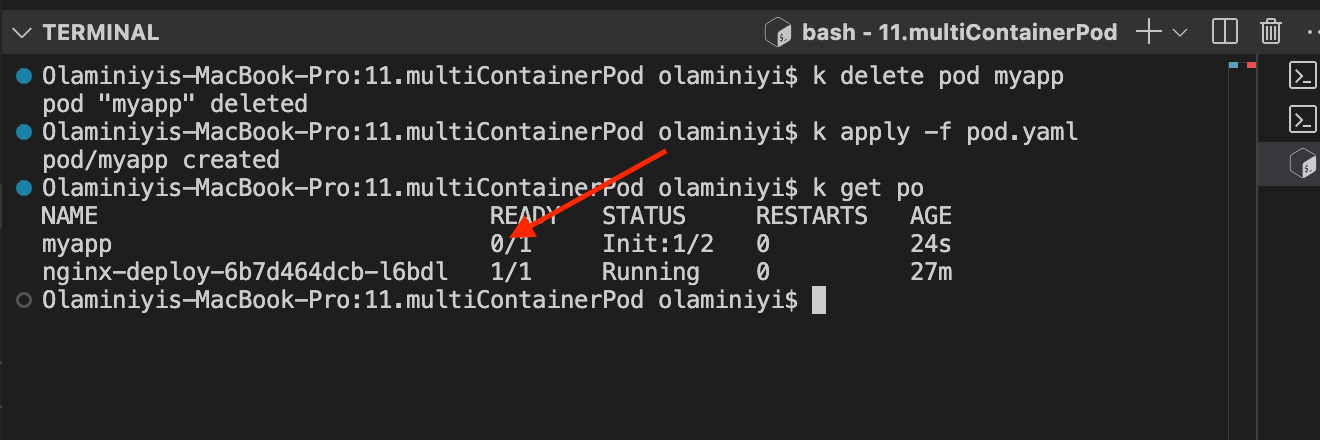 TERMINAL
bash - 11.multiContainerPod
Olaminiyis-MacBook-Pro:11.multiContainerPod olaminiyi$ k delete pod myapp
pod "myapp" deleted
Olaminiyis-MacBook-Pro:11.multiContainerPod olaminiyi$ k apply -f pod.yaml
pod/myapp created
Olaminiyis-MacBook-Pro:11.multiContainerPod olaminiyi$ k get po
NAME READY STATUS RESTARTS AGE
myapp 0/1 Init:1/2 0 24s
nginx-deploy-6b7d464dcb-l6bdl 1/1 Running 0 27m
Olaminiyis-MacBook-Pro:11.multiContainerPod olaminiyi$